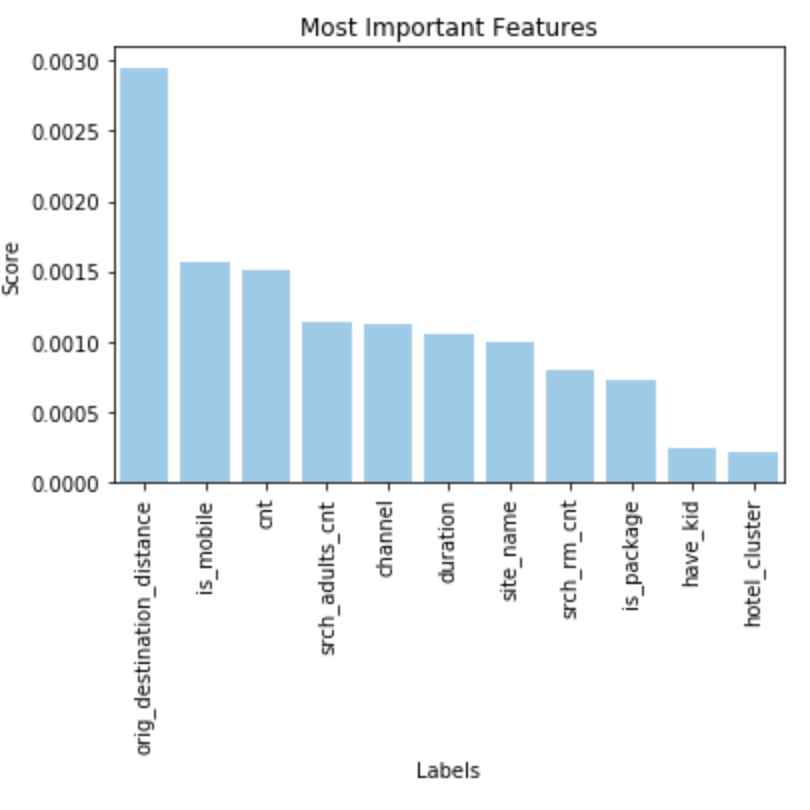 Most Important Features
0.0030
0.0025
0.0020
0.0015
0.0010
0.0005
0.0000
Score
orig_destination_distance
is_mobile
cnt
srch_adults_cnt
channel
duration
site_name
srch_rm_cnt
is_package
have_kid
hotel_cluster
Labels